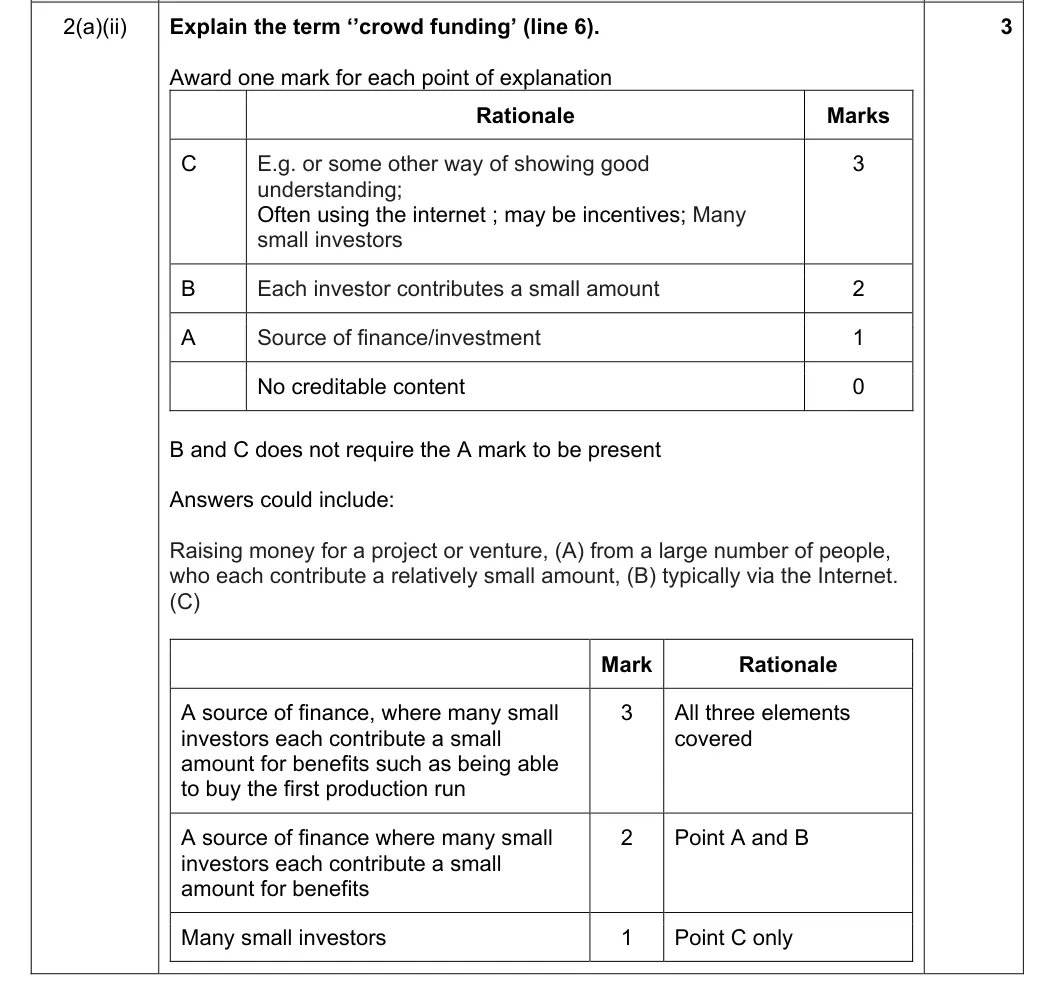 2(a)(ii) Explain the term ‘’crowd funding’ (line 6). 3
Award one mark for each point of explanation
Rationale Marks
C E.g. or some other way of showing good 3
understanding;
Often using the internet ; may be incentives; Many
small investors
B Each investor contributes a small amount 2
A Source of finance/investment 1
No creditable content 0
B and C does not require the A mark to be present
Answers could include:
Raising money for a project or venture, (A) from a large number of people,
who each contribute a relatively small amount, (B) typically via the Internet.
(C)
Mark Rationale
A source of finance, where many small 3 All three elements
investors each contribute a small covered
amount for benefits such as being able
to buy the first production run
A source of finance where many small 2 Point A and B
investors each contribute a small
amount for benefits
Many small investors 1 Point C only